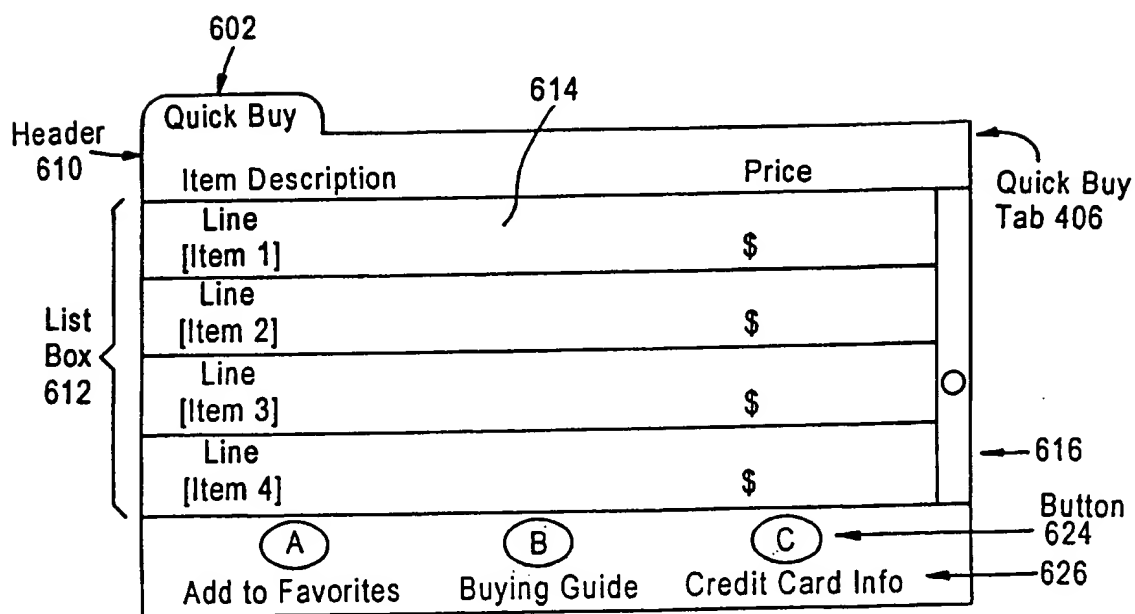 602
Quick Buy
614
Header
610
Item Description
Price
Quick Buy
Tab 406
Line
[Item 1]
$
Line
[Item 2]
$
List
Box
612
Line
[Item 3]
$
Line
[Item 4]
$
616
A
B
C
Button
624
Add to Favorites
Buying Guide
Credit Card Info
626